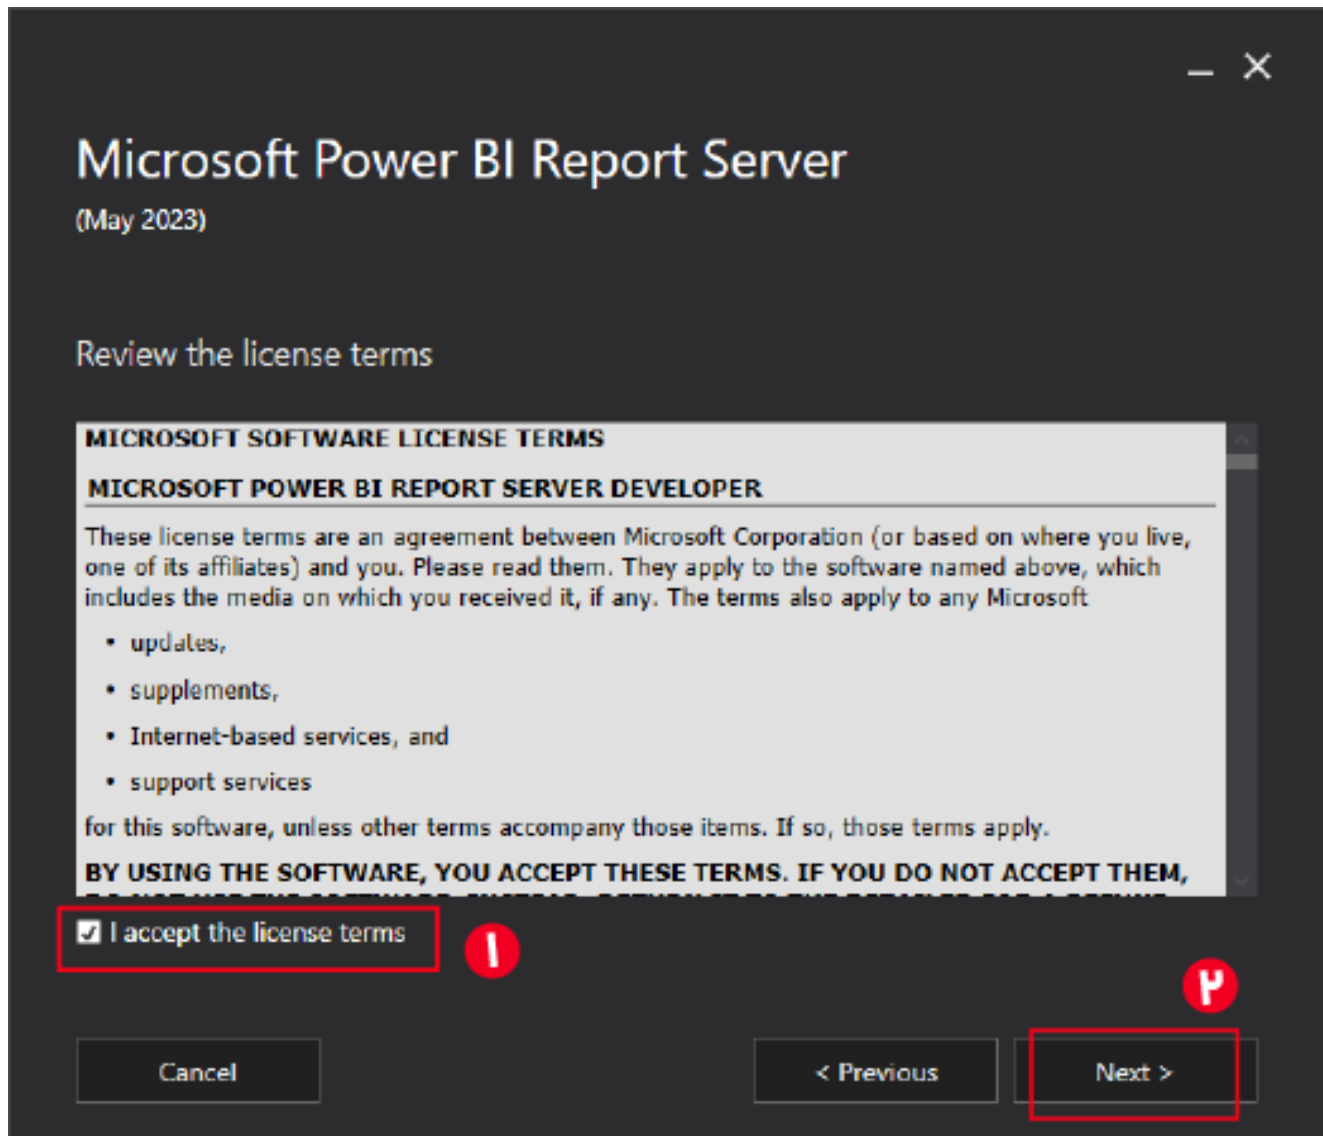 Microsoft Power BI Report Server
(May 2023)
Review the license terms
MICROSOFT SOFTWARE LICENSE TERMS
MICROSOFT POWER BI REPORT SERVER DEVELOPER
These license terms are an agreement between Microsoft Corporation (or based on where you live,
one of its affiliates) and you. Please read them. They apply to the software named above, which
includes the media on which you received it, if any. The terms also apply to any Microsoft
• updates,
• supplements,
• Internet-based services, and
• support services
for this software, unless other terms accompany those items. If so, those terms apply.
BY USING THE SOFTWARE, YOU ACCEPT THESE TERMS. IF YOU DO NOT ACCEPT THEM,
I accept the license terms
۱
۲
Cancel
< Previous
Next >